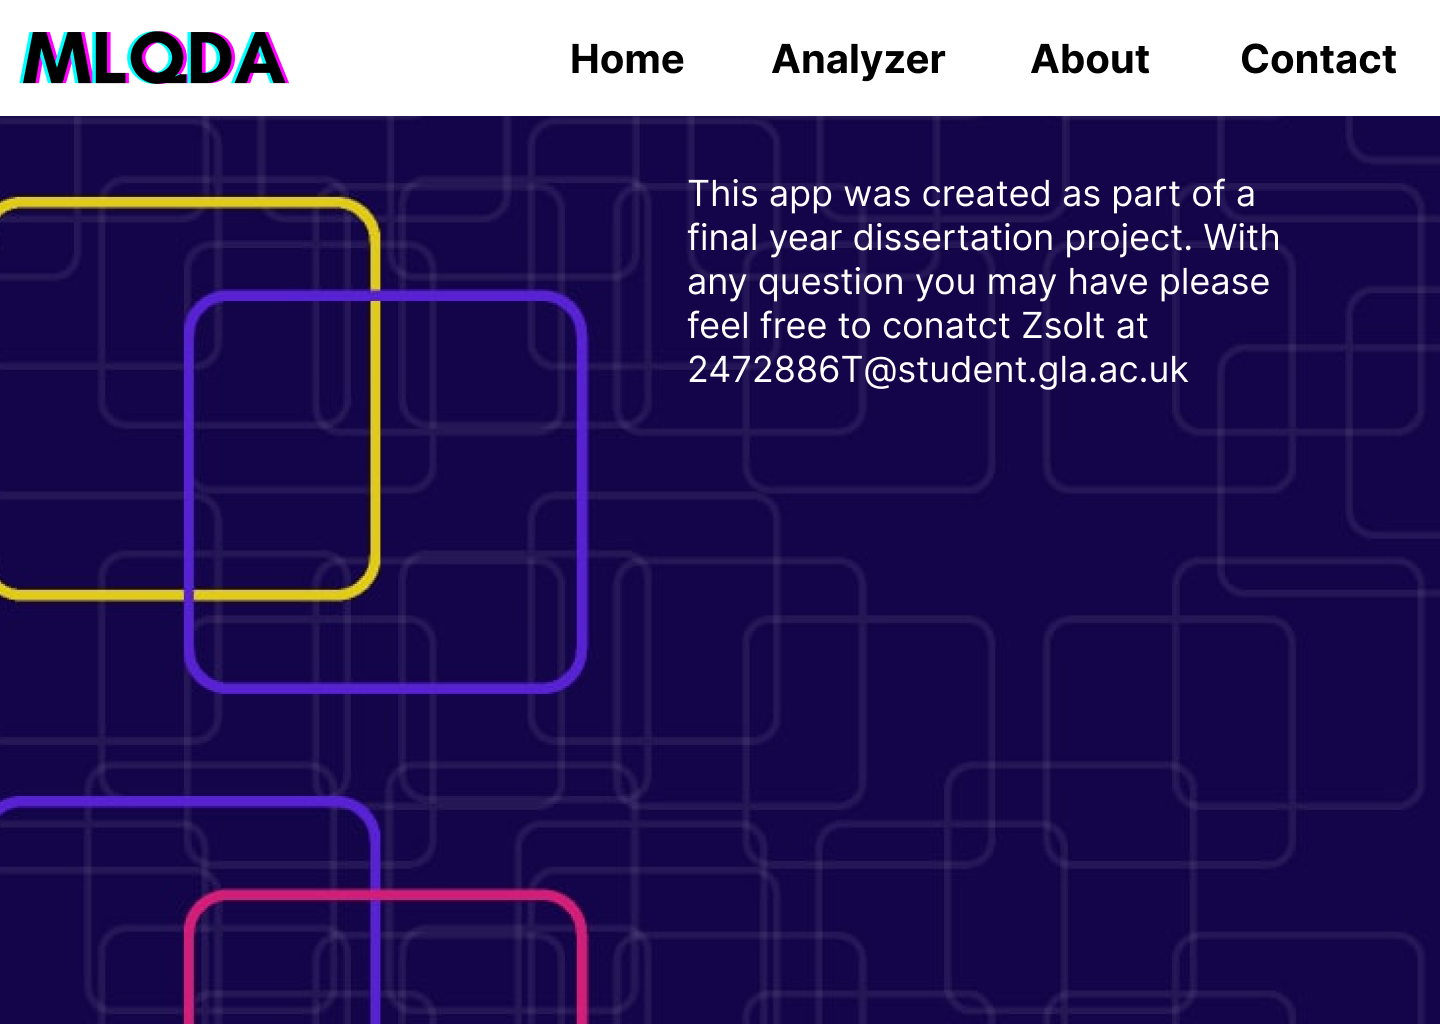 MLQDA
Home Analyzer About Contact
This app was created as part of a
final year dissertation project. With
any question you may have please
feel free to conatct Zsolt at
2472886T@student.gla.ac.uk